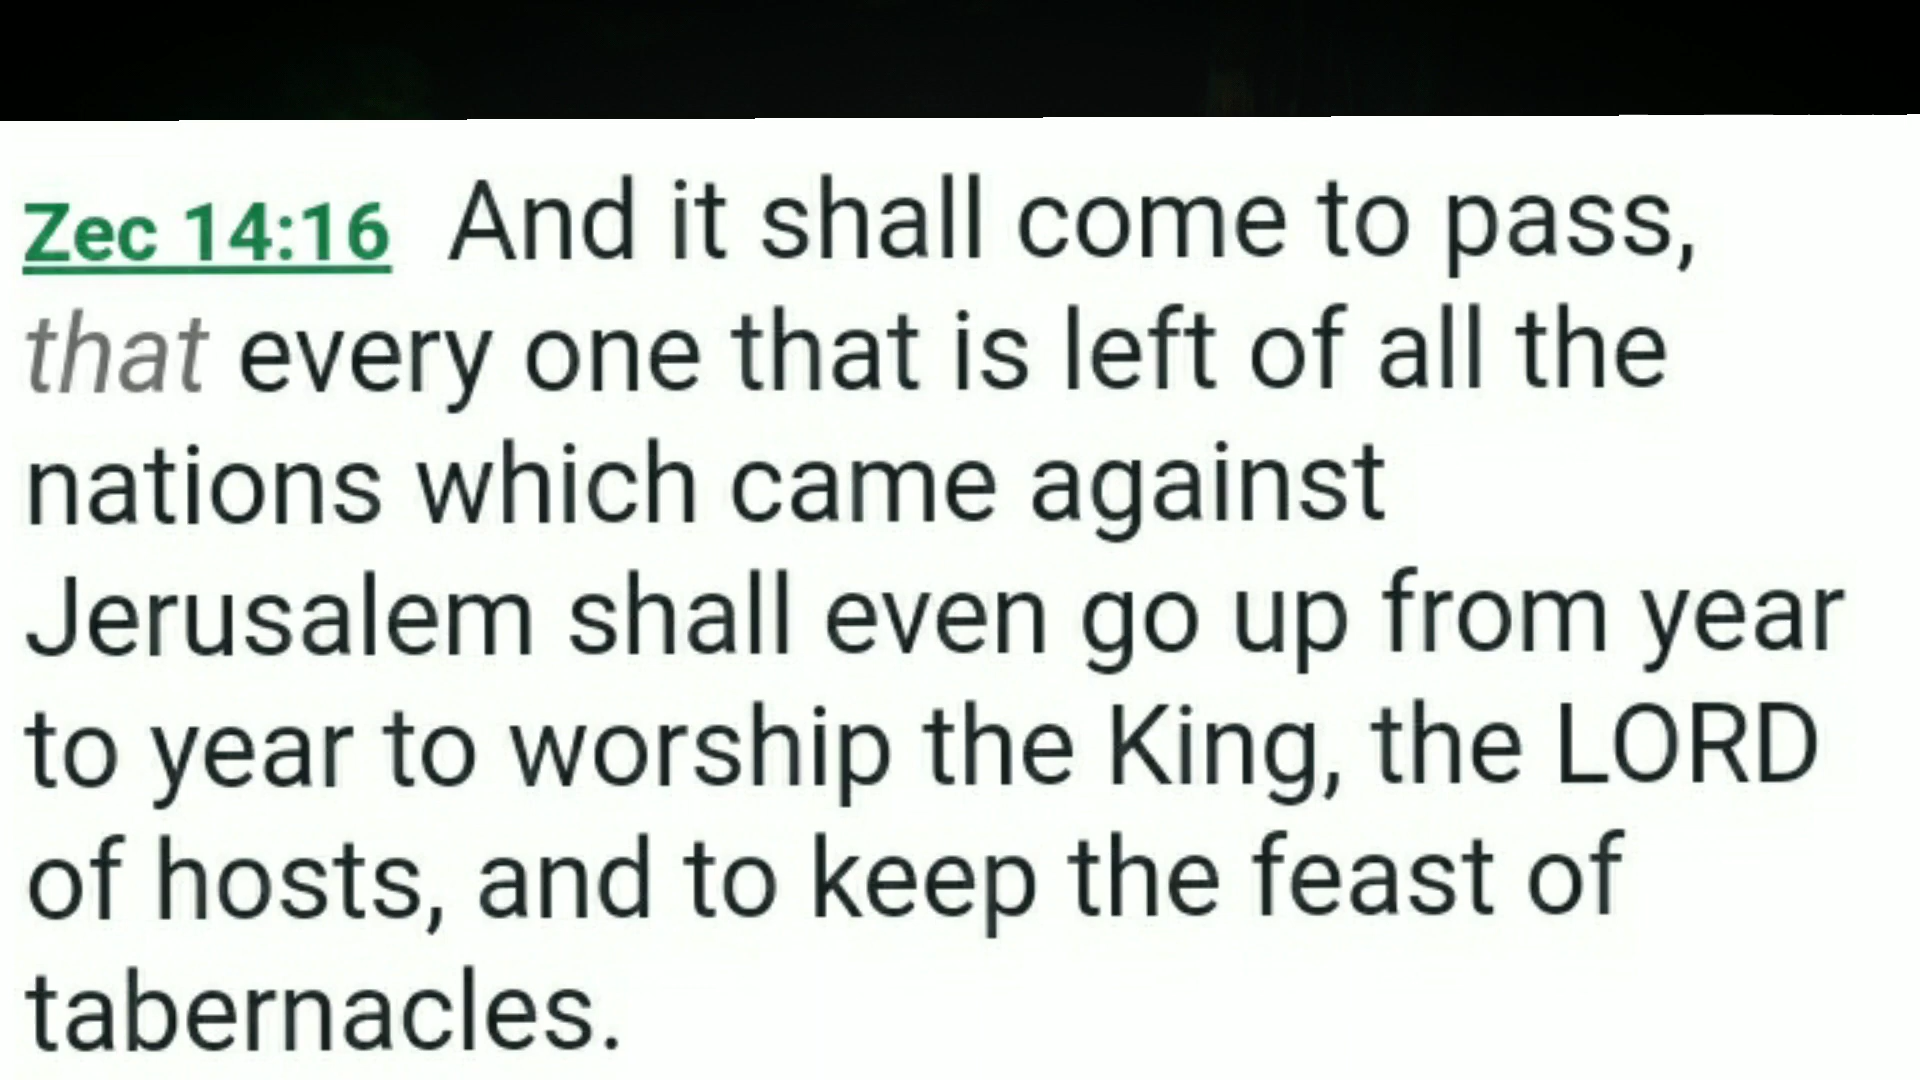 Zec 14:16 And it shall come to pass,
that every one that is left of all the
nations which came against
Jerusalem shall even go up from year
to year to worship the King, the LORD
of hosts, and to keep the feast of
tabernacles.